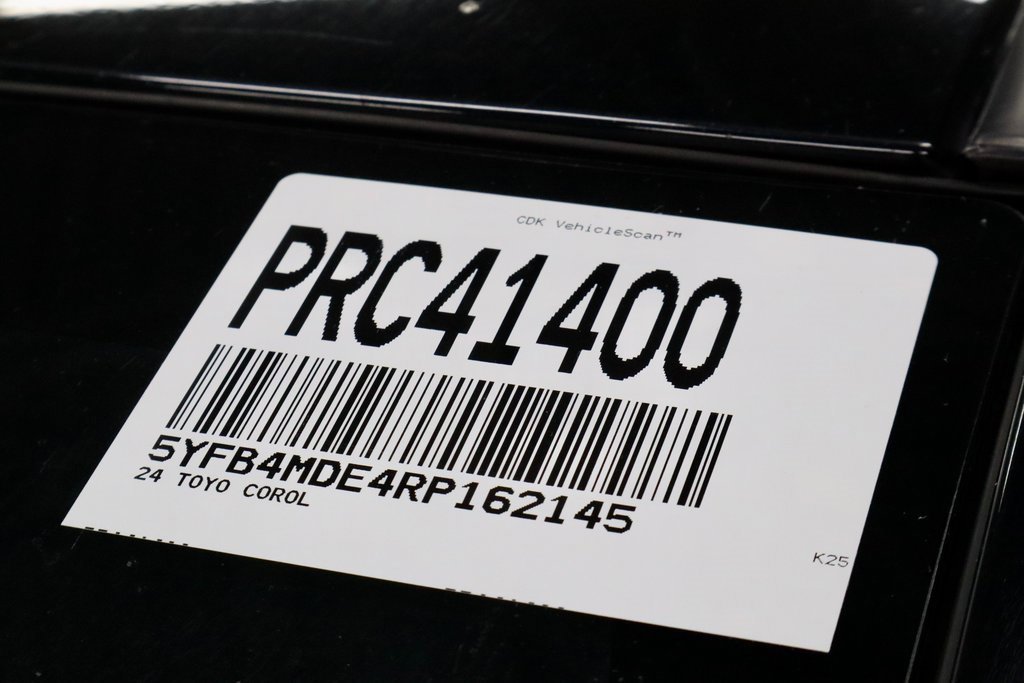 CDK VehicleScan™
PRC41400
5YFB4MDE4RP162145
24 TOYO COROL
K25